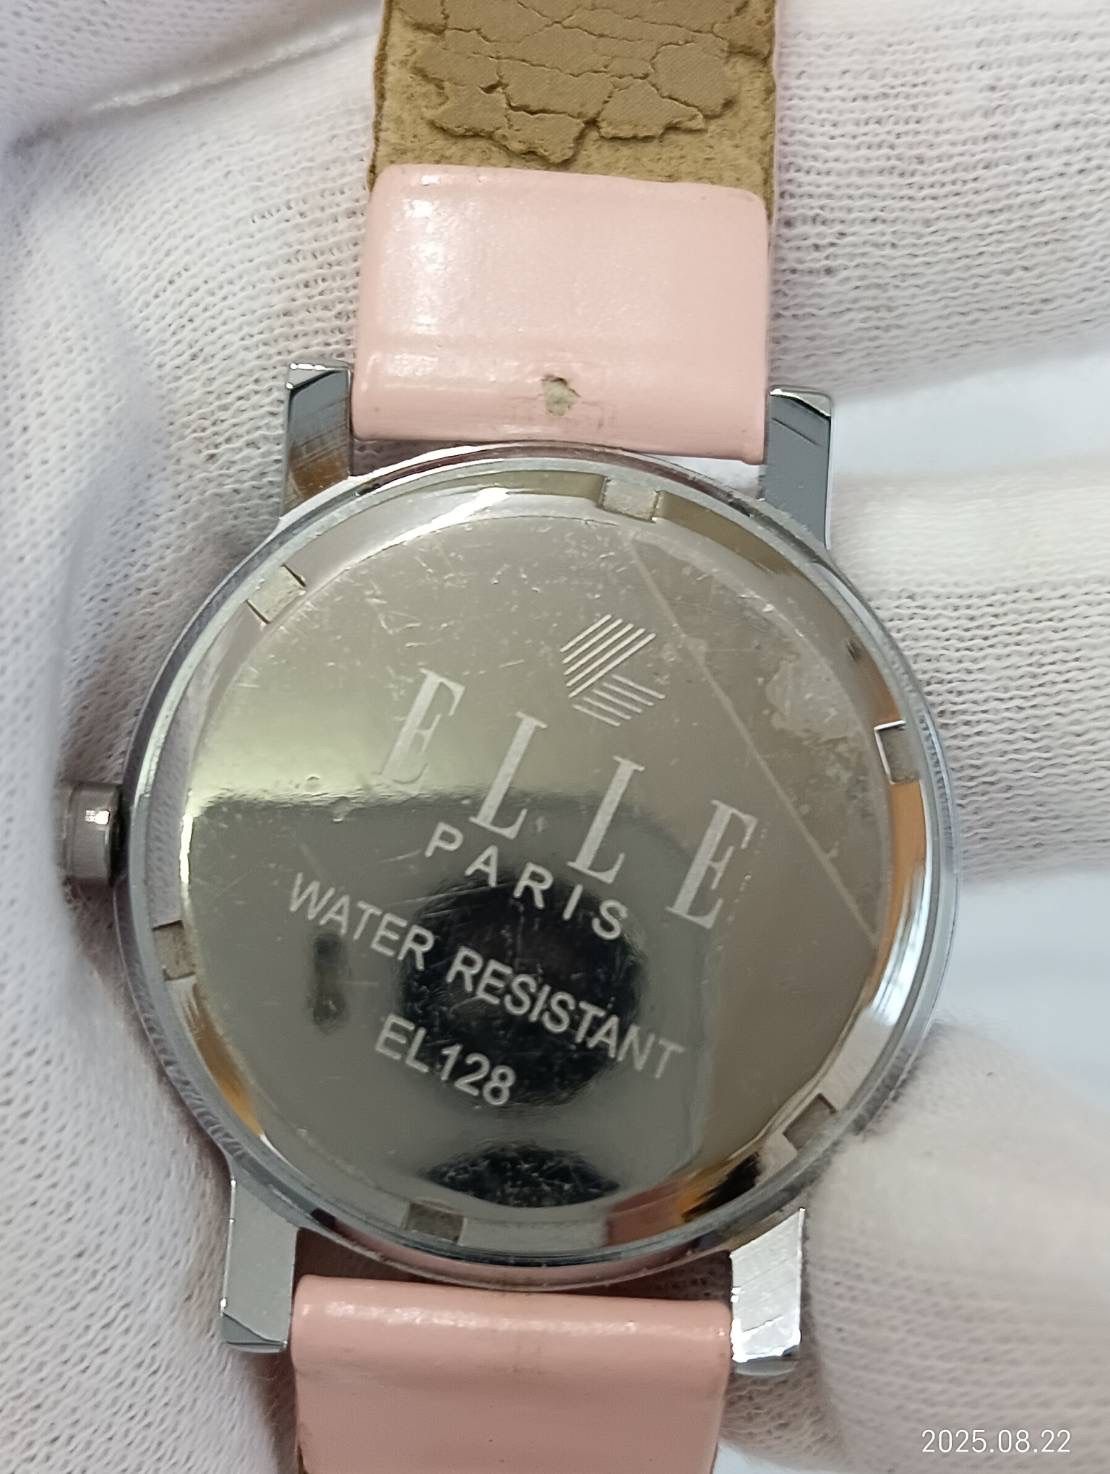 ELLE
PARIS
WATER RESISTANT
EL128
2025.08.22